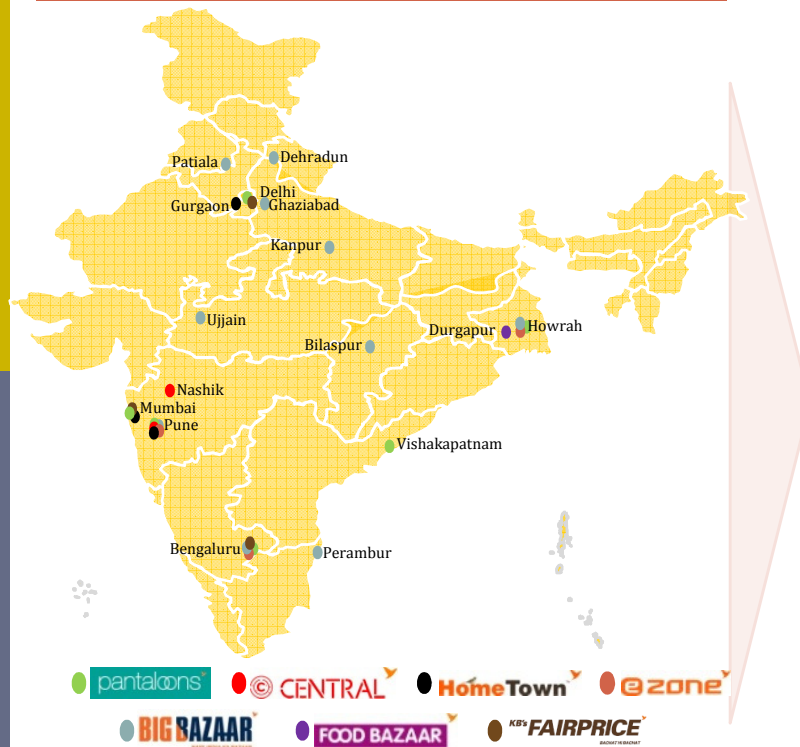 Patiala
Dehradun
Delhi
Gurgaon
Ghaziabad
Kanpur
Ujjain
Bilaspur
Durgapur
Howrah
Nashik
Mumbai
Pune
Vishakapatnam
Bengaluru
Perambur
pantaloons
© CENTRAL
HomeTown
ezone
BIG BAZAAR
FOOD BAZAAR
KB's FAIRPRICE